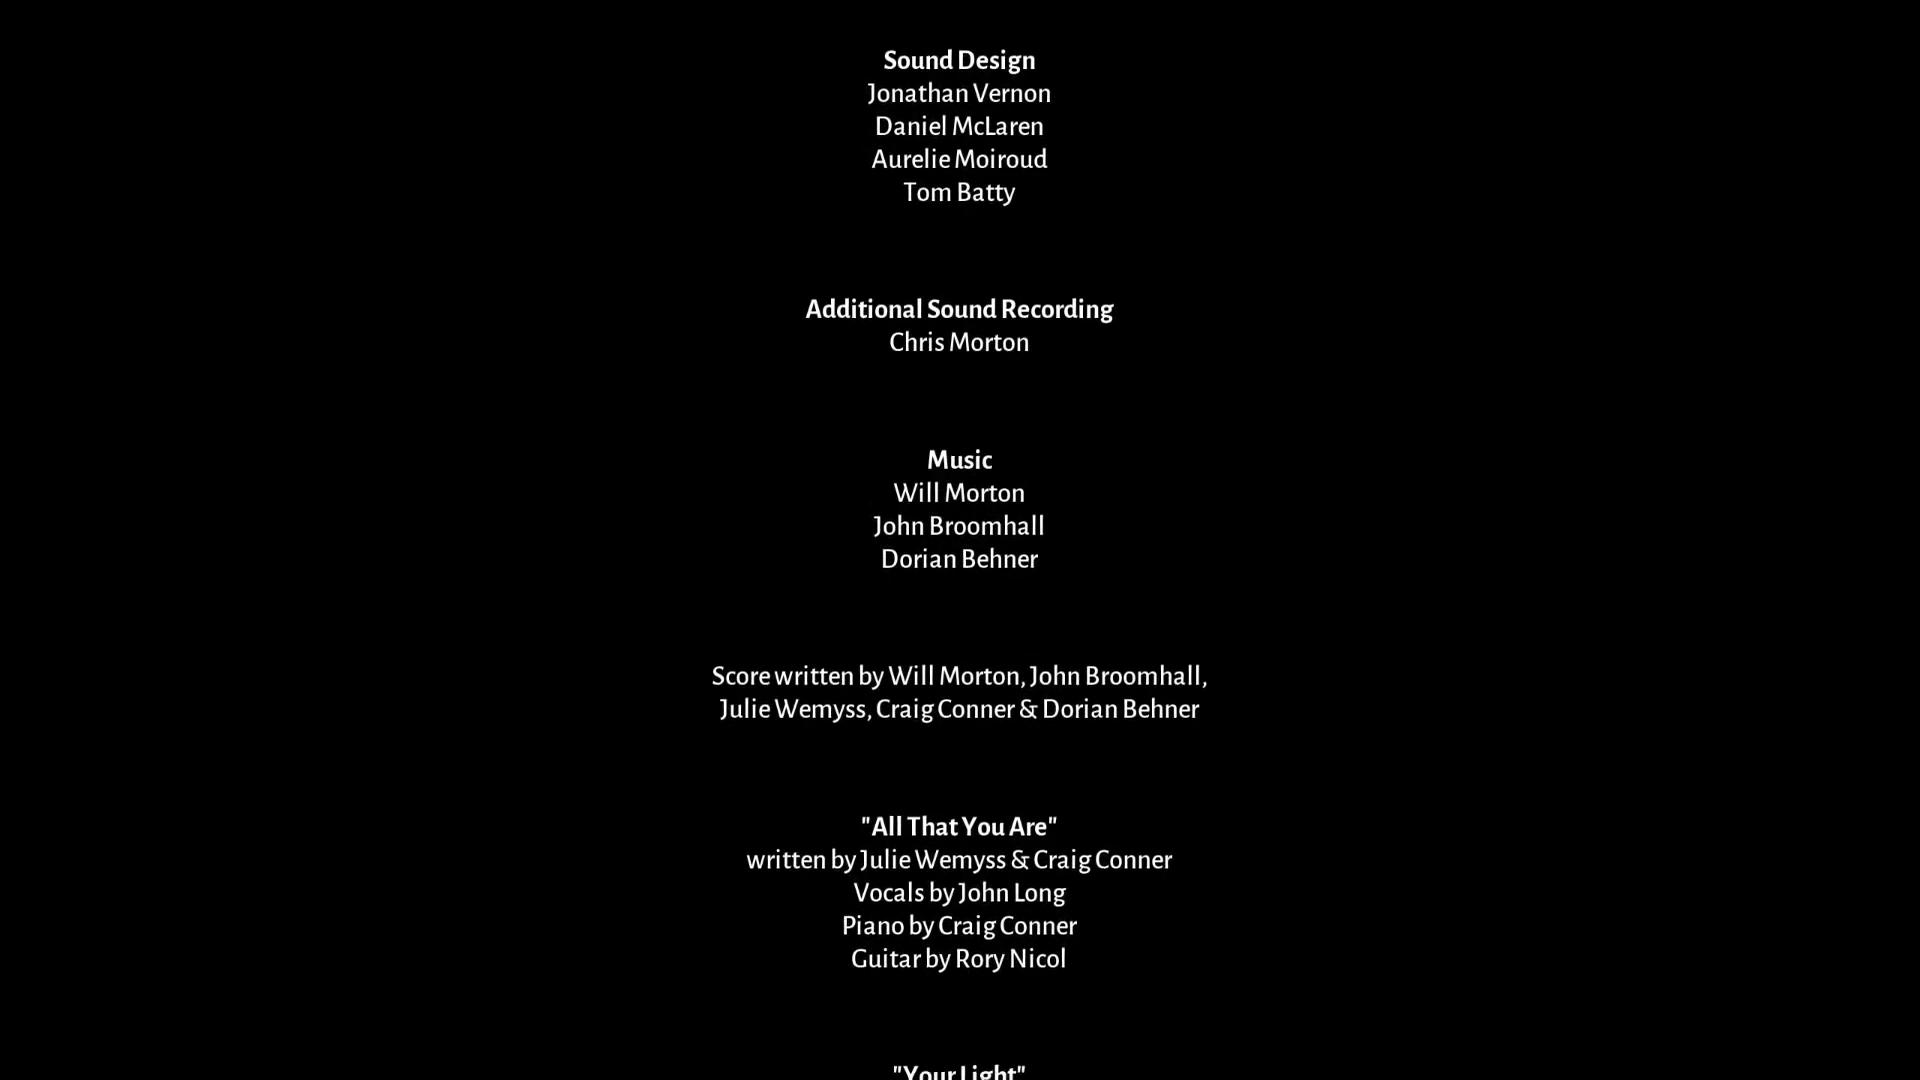 Sound Design
Jonathan Vernon
Daniel McLaren
Aurelie Moiroud
Tom Batty
Additional Sound Recording
Chris Morton
Music
Will Morton
John Broomhall
Dorian Behner
Score written by Will Morton, John Broomhall,
Julie Wemyss, Craig Conner & Dorian Behner
"All That You Are"
written by Julie Wemyss & Craig Conner
Vocals by John Long
Piano by Craig Conner
Guitar by Rory Nicol
"Your Light"